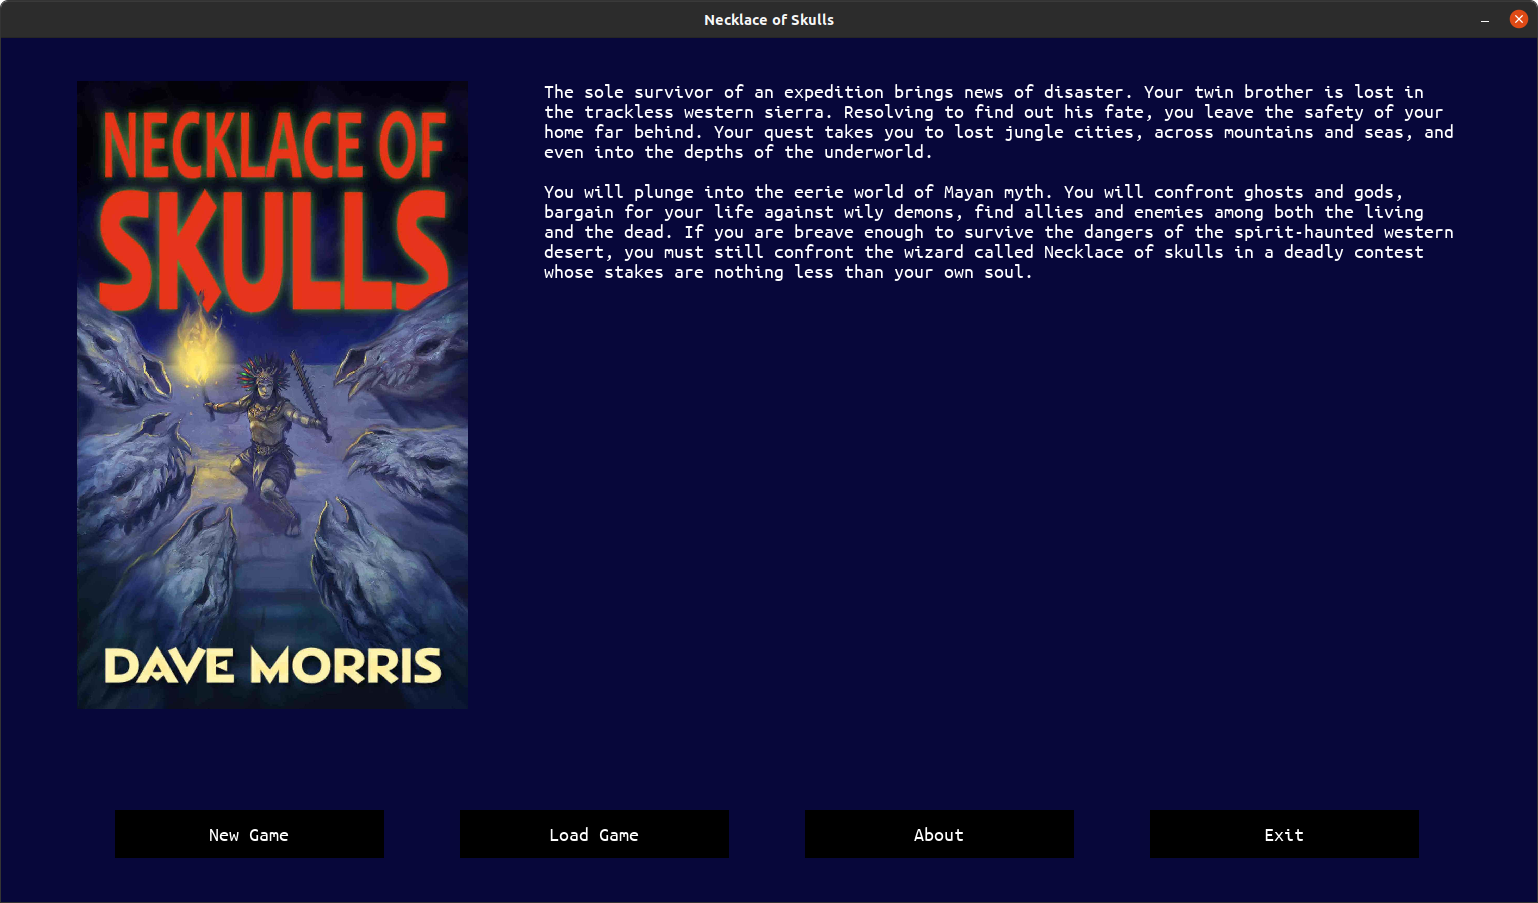 Necklace of Skulls
NECKLACE OF
SKULLS
DAVE MORRIS
The sole survivor of an expedition brings news of disaster. Your twin brother is lost in
the trackless western sierra. Resolving to find out his fate, you leave the safety of your
home far behind. Your quest takes you to lost jungle cities, across mountains and seas, and
even into the depths of the underworld.
You will plunge into the eerie world of Mayan myth. You will confront ghosts and gods,
bargain for your life against wily demons, find allies and enemies among both the living
and the dead. If you are breave enough to survive the dangers of the spirit-haunted western
desert, you must still confront the wizard called Necklace of skulls in a deadly contest
whose stakes are nothing less than your own soul.
New Game
Load Game
About
Exit